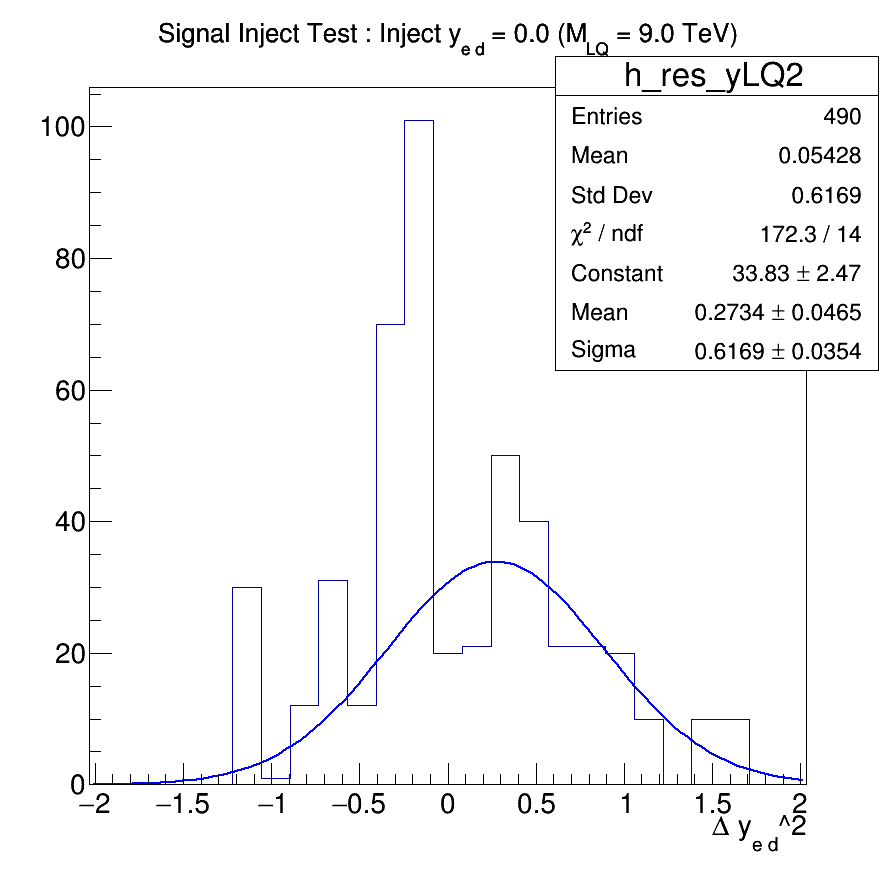 Signal Inject Test : Inject y_{e d} = 0.0 (M_{LQ} = 9.0 TeV)
h_res_yLQ2
Entries 490
Mean 0.05428
Std Dev 0.6169
χ² / ndf 172.3 / 14
Constant 33.83 ± 2.47
Mean 0.2734 ± 0.0465
Sigma 0.6169 ± 0.0354
100
80
60
40
20
0
−2 −1.5 −1 −0.5 0 0.5 1 1.5 2
Δ y_{e d}^2